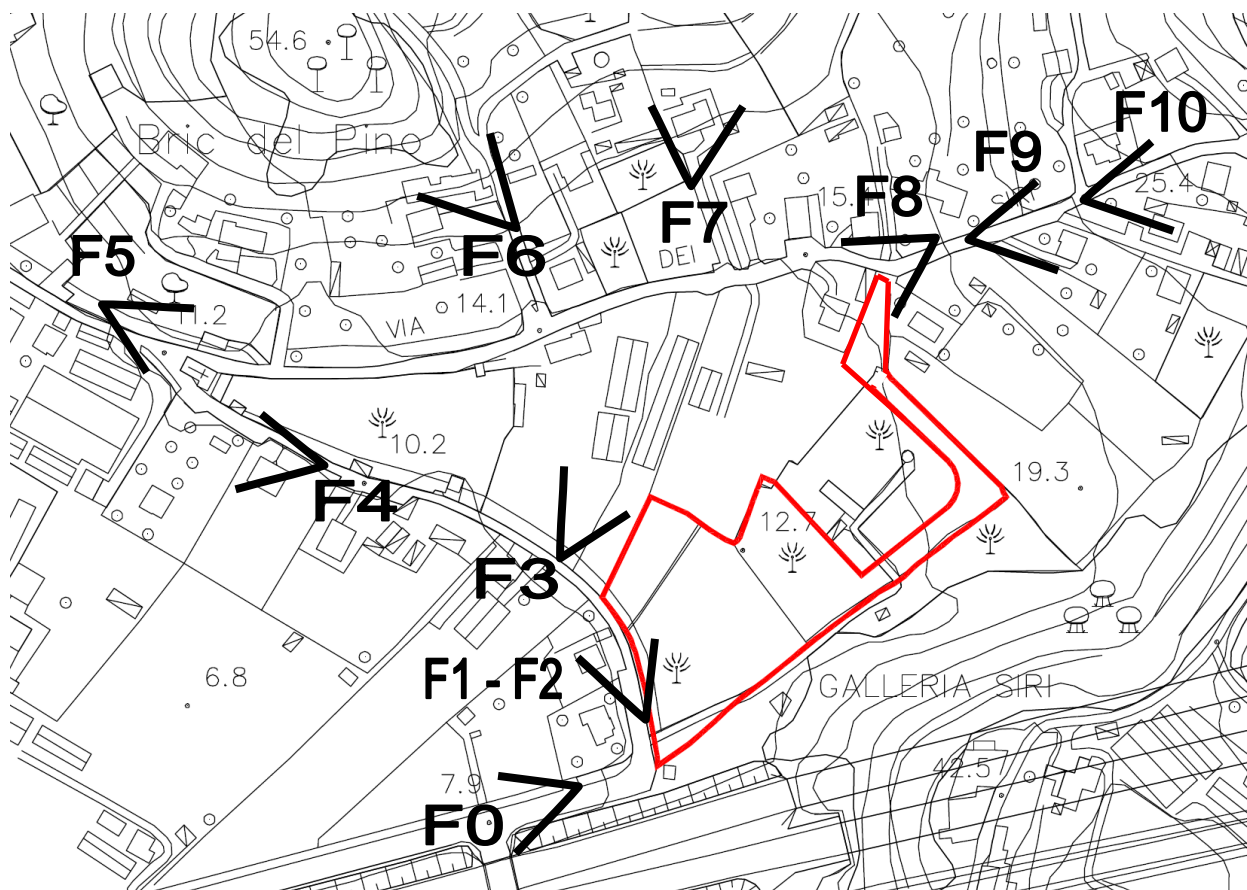 54.6
F10
Bric del Pino
F9
25.4
F8
F7
F5
F6
DEI
14.1
11.2
VIA
10.2
19.3
F4
12.7
F3
6.8
F1 - F2
GALLERIA SIRI
42.5
7.9
F0